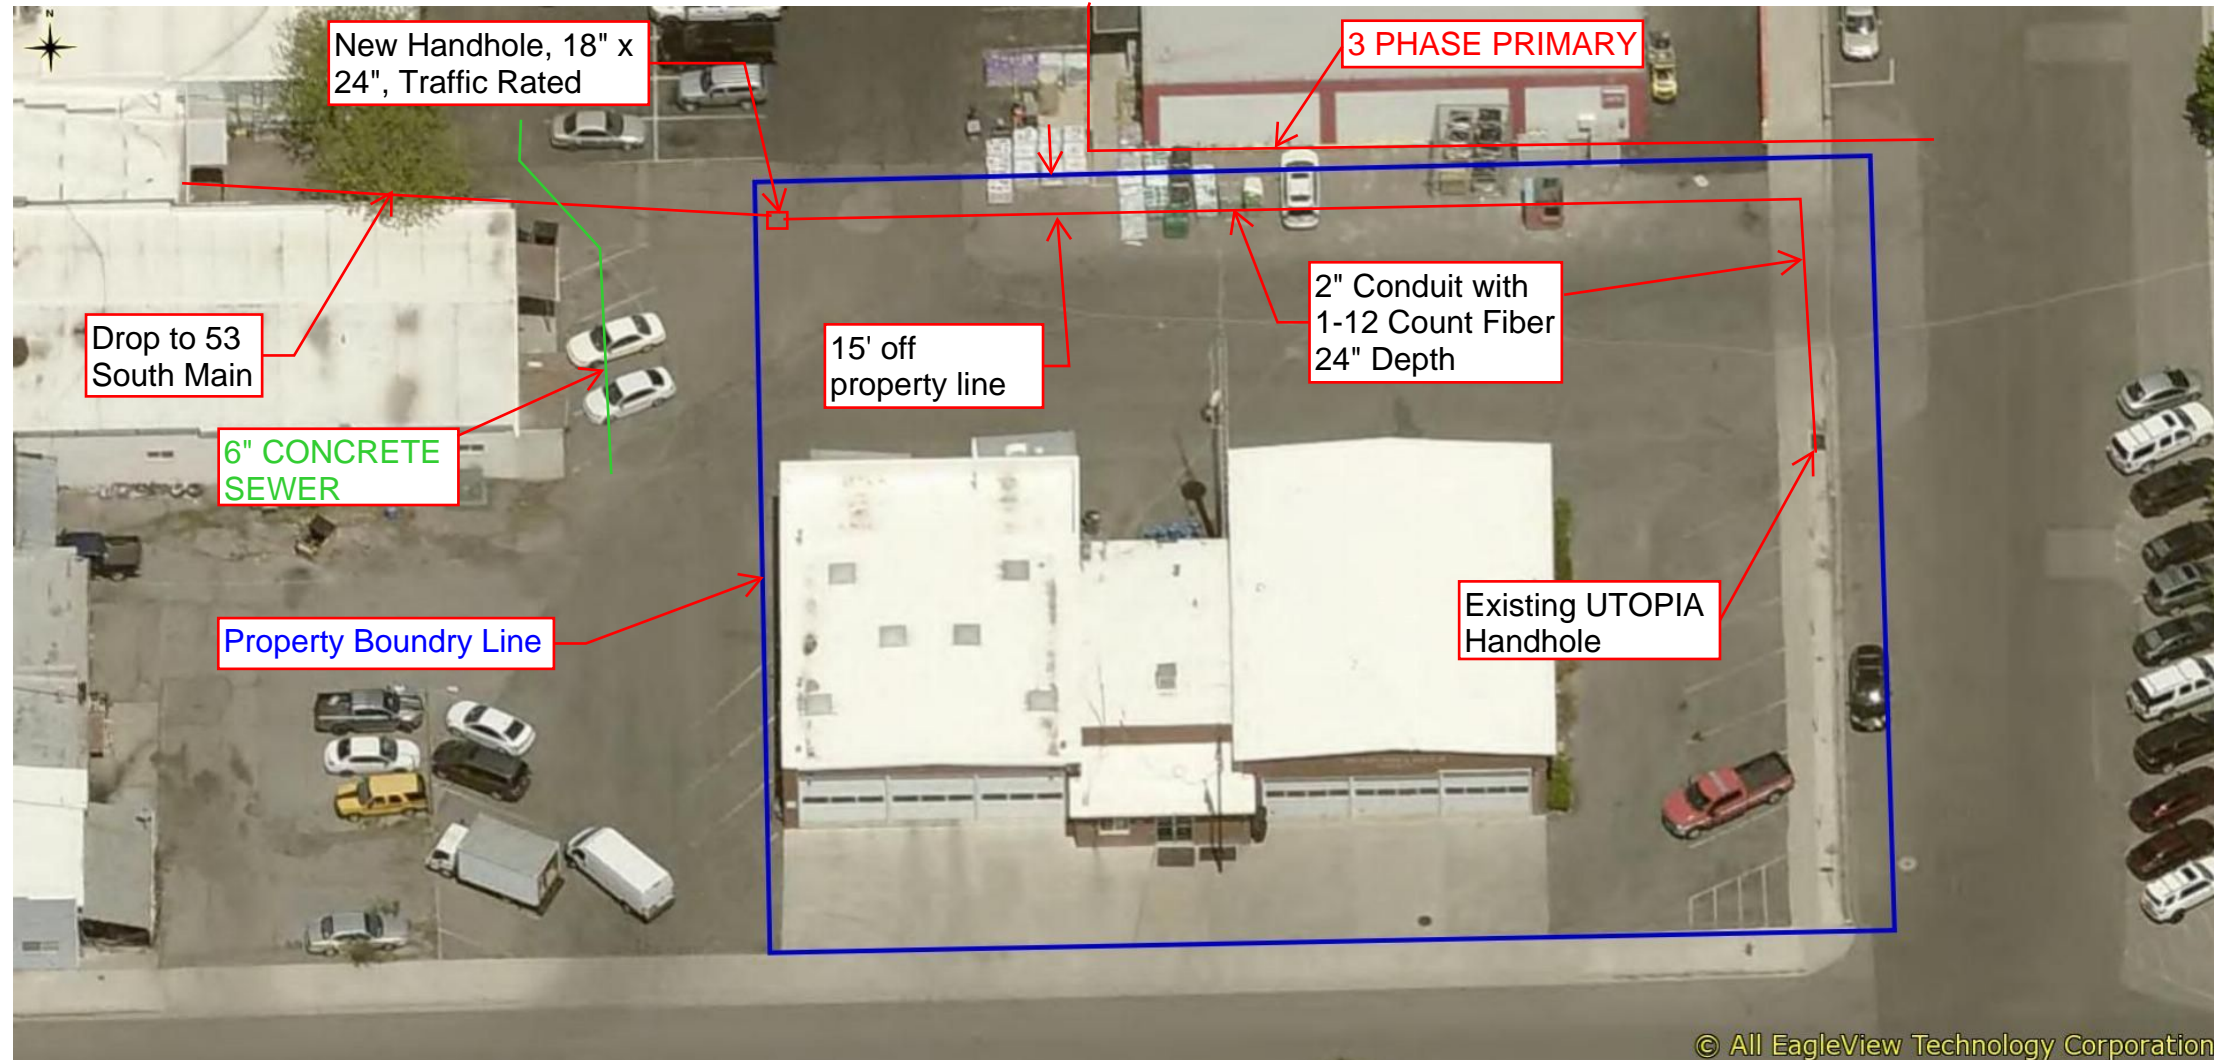 N
New Handhole, 18" x
24", Traffic Rated
3 PHASE PRIMARY
Drop to 53
South Main
15' off
property line
2" Conduit with
1-12 Count Fiber
24" Depth
6" CONCRETE
SEWER
Property Boundry Line
Existing UTOPIA
Handhole
© All EagleView Technology Corporation